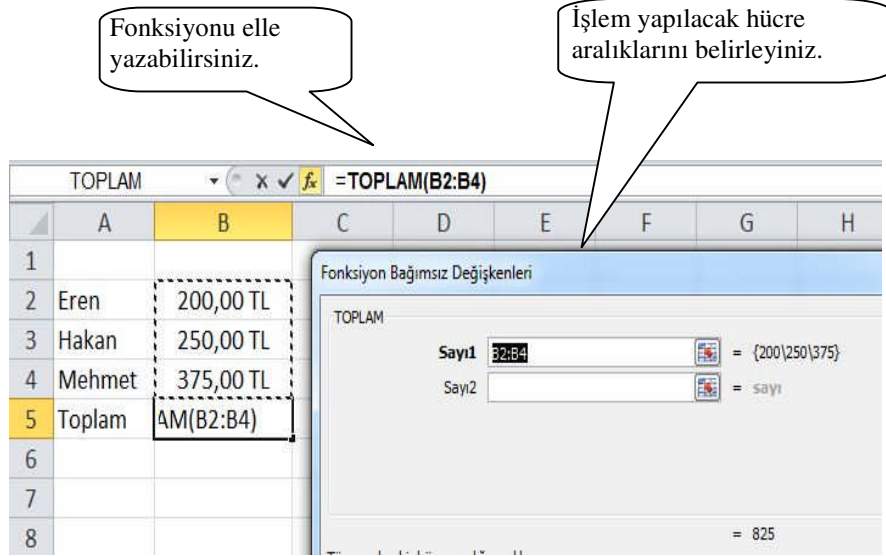 Fonksiyonu elle
yazabilirsiniz.
İşlem yapılacak hücre
aralıklarını belirleyiniz.
TOPLAM fx =TOPLAM(B2:B4)
A B C D E F G H
1
2 Eren 200,00 TL
3 Hakan 250,00 TL
4 Mehmet 375,00 TL
5 Toplam AM(B2:B4)
6
7
8
Fonksiyon Bağımsız Değişkenleri
TOPLAM
Sayı1 B2:B4 = {200\250\375}
Sayı2 = sayı
= 825